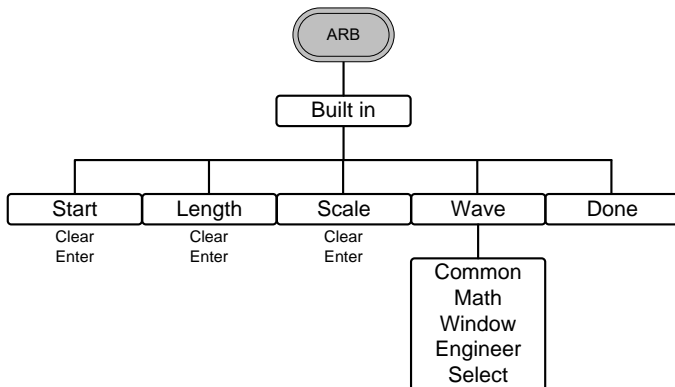 ARB
Built in
Start
Length
Scale
Wave
Done
Clear
Enter
Clear
Enter
Clear
Enter
Common
Math
Window
Engineer
Select